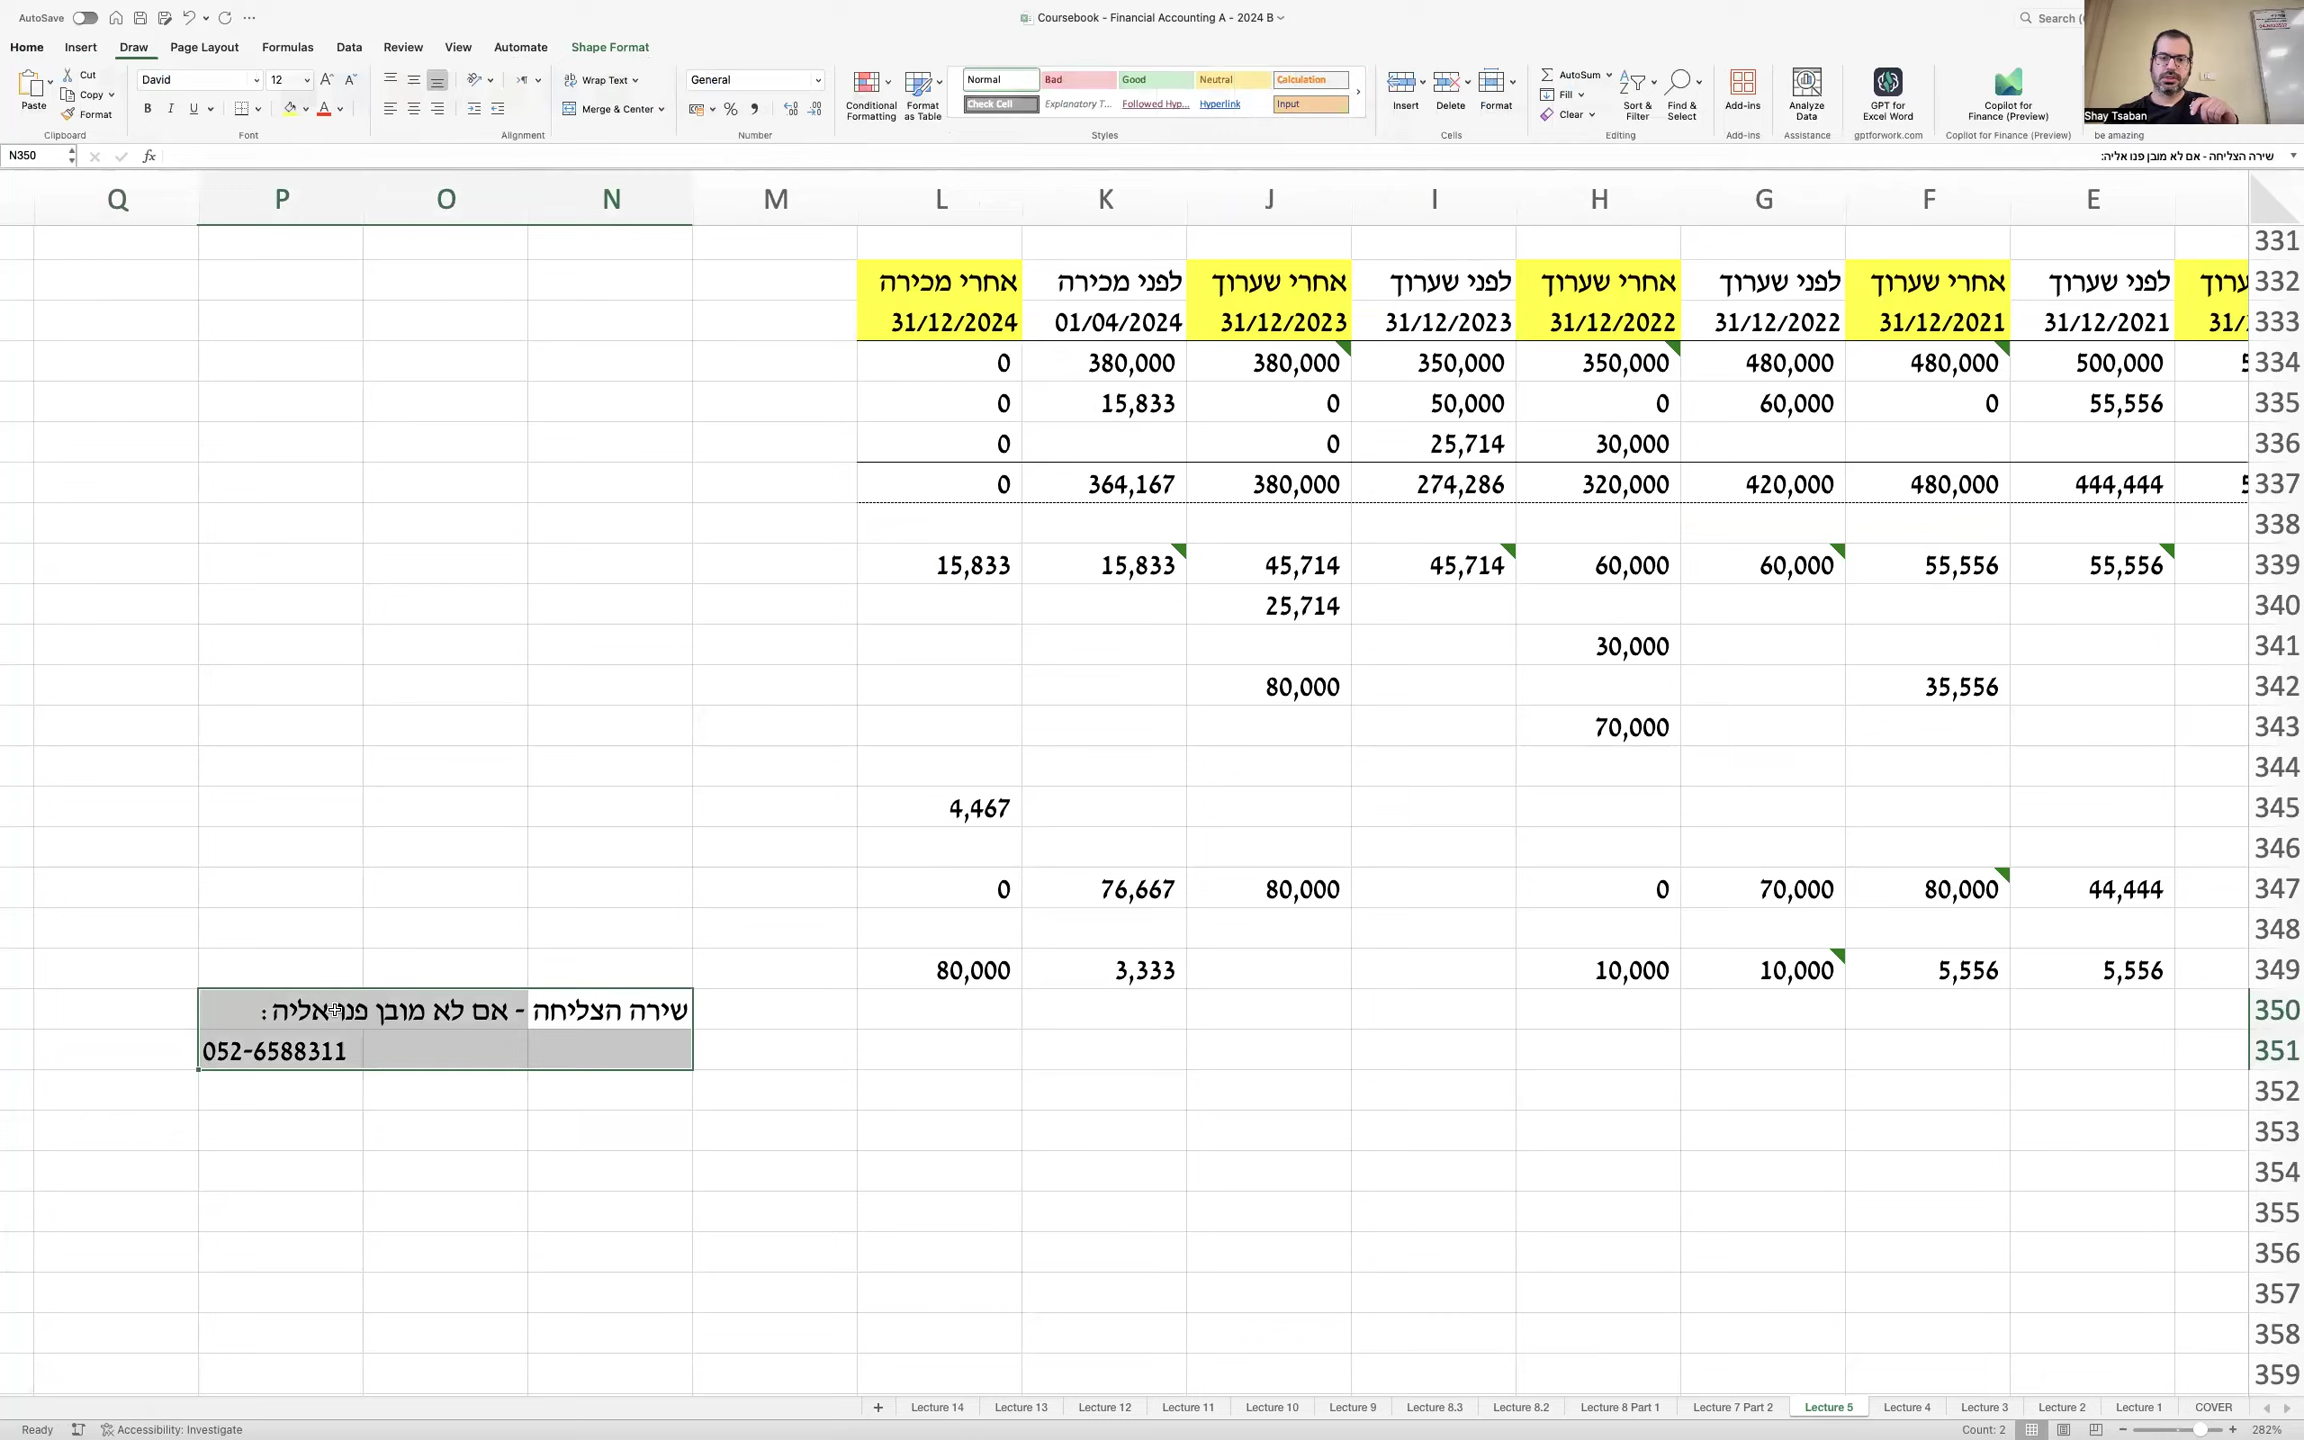 AutoSave
Coursebook - Financial Accounting A - 2024 B
Search (
Home Insert Draw Page Layout Formulas Data Review View Automate Shape Format
Paste Cut Copy Format Clipboard
David 12 Font
Wrap Text Merge & Center Alignment
General Number
Conditional Formatting Format as Table
Normal Bad Good Neutral Calculation
Check Cell Explanatory T... Followed Hyp... Hyperlink Input
Styles
Insert Delete Format Cells
AutoSum Fill Clear Sort & Filter Find & Select Editing
Add-ins Add-ins
Analyze Data Assistance
GPT for Excel Word gptforwork.com
Copilot for Finance (Preview) Copilot for Finance (Preview)
Shay Tsaban
be amazing
N350 fx שירה הצליחה - אם לא מובן פנו אליה:
Q P O N M L K J I H G F E
331
אחרי מכירה לפני מכירה אחרי שערוך לפני שערוך אחרי שערוך לפני שערוך אחרי שערוך לפני שערוך ערוך 332
31/12/2024 01/04/2024 31/12/2023 31/12/2023 31/12/2022 31/12/2022 31/12/2021 31/12/2021 31/ 333
0 380,000 380,000 350,000 350,000 480,000 480,000 500,000 5 334
0 15,833 0 50,000 0 60,000 0 55,556 335
0 0 25,714 30,000 336
0 364,167 380,000 274,286 320,000 420,000 480,000 444,444 5 337
338
15,833 15,833 45,714 45,714 60,000 60,000 55,556 55,556 339
25,714 340
30,000 341
80,000 35,556 342
70,000 343
344
4,467 345
346
0 76,667 80,000 0 70,000 80,000 44,444 347
348
80,000 3,333 10,000 10,000 5,556 5,556 349
שירה הצליחה - אם לא מובן פנו אליה: 350
052-6588311 351
352
353
354
355
356
357
358
359
+ Lecture 14 Lecture 13 Lecture 12 Lecture 11 Lecture 10 Lecture 9 Lecture 8.3 Lecture 8.2 Lecture 8 Part 1 Lecture 7 Part 2 Lecture 5 Lecture 4 Lecture 3 Lecture 2 Lecture 1 COVER
Ready Accessibility: Investigate Count: 2 282%